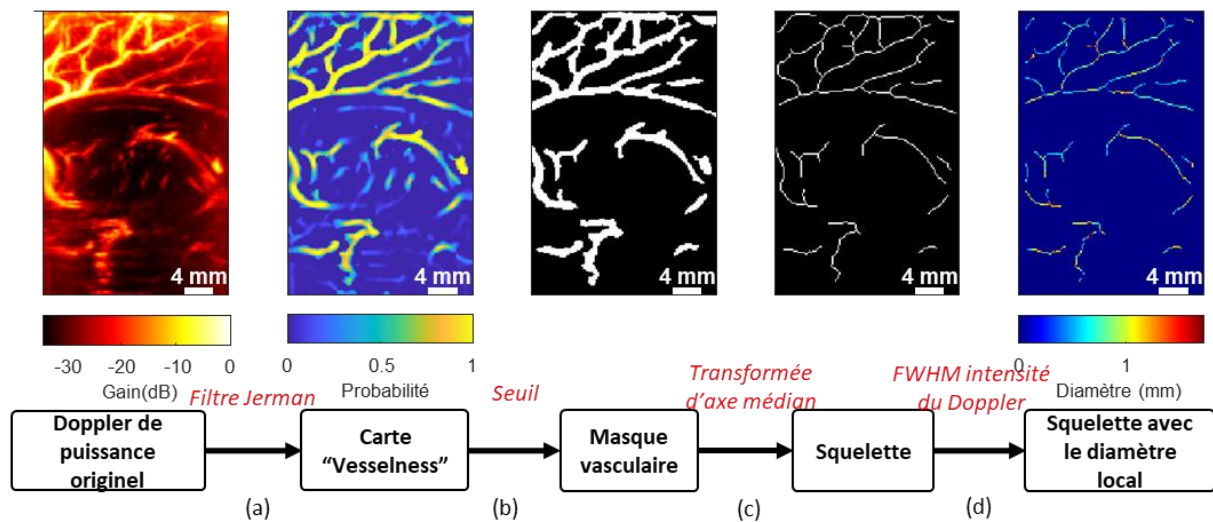 4 mm
4 mm
4 mm
4 mm
4 mm
-30 -20 -10 0
Gain(dB)
0 0.5 1
Probabilité
0 1
Diamètre (mm)
Filtre Jerman
Seuil
Transformée
d'axe médian
FWHM intensité
du Doppler
Doppler de
puissance
originel
Carte
“Vesselness”
Masque
vasculaire
Squelette
Squelette avec
le diamètre
local
(a)
(b)
(c)
(d)